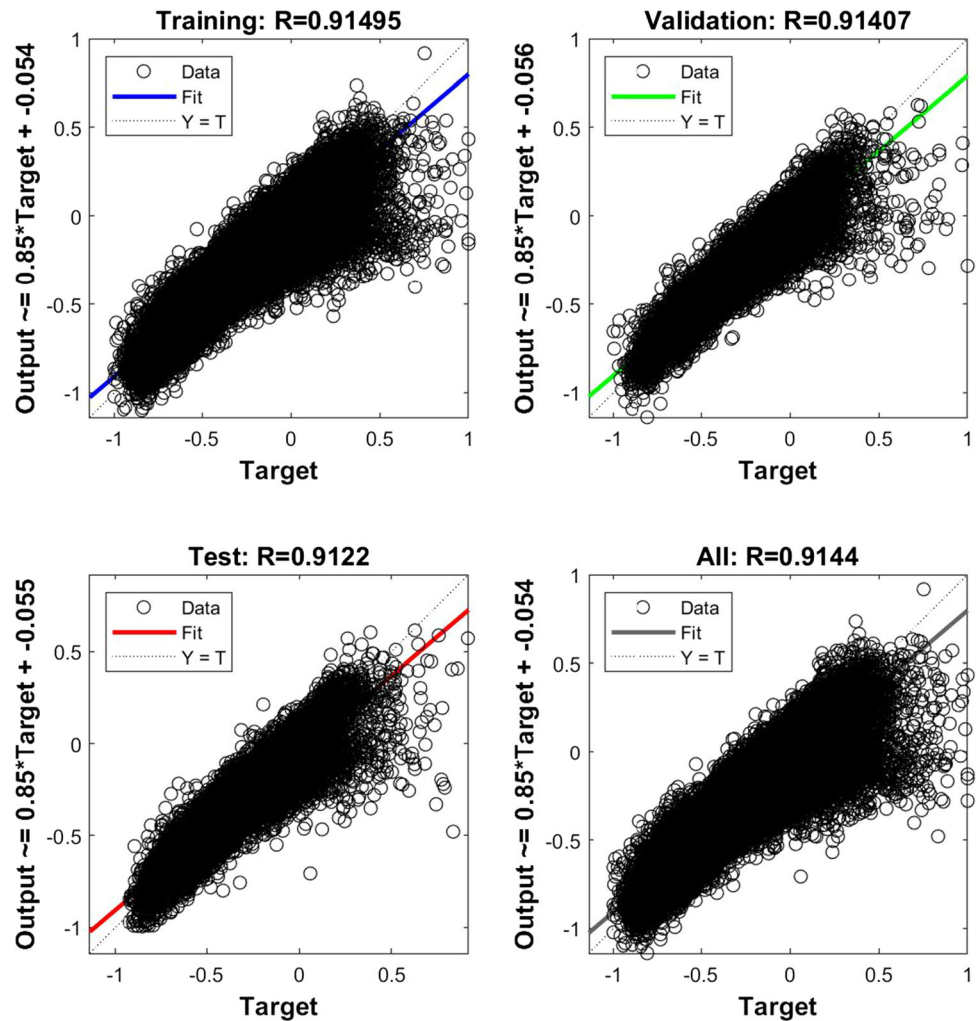 Training: R=0.91495
Output ~= 0.85*Target + -0.054
1
0.5
0
-0.5
-1
Data
Fit
Y = T
-1 -0.5 0 0.5 1
Target
Validation: R=0.91407
Output ~= 0.85*Target + -0.056
1
0.5
0
-0.5
-1
Data
Fit
Y = T
-1 -0.5 0 0.5 1
Target
Test: R=0.9122
Output ~= 0.85*Target + -0.055
0.5
0
-0.5
-1
Data
Fit
Y = T
-1 -0.5 0 0.5
Target
All: R=0.9144
Output ~= 0.85*Target + -0.054
1
0.5
0
-0.5
-1
Data
Fit
Y = T
-1 -0.5 0 0.5 1
Target